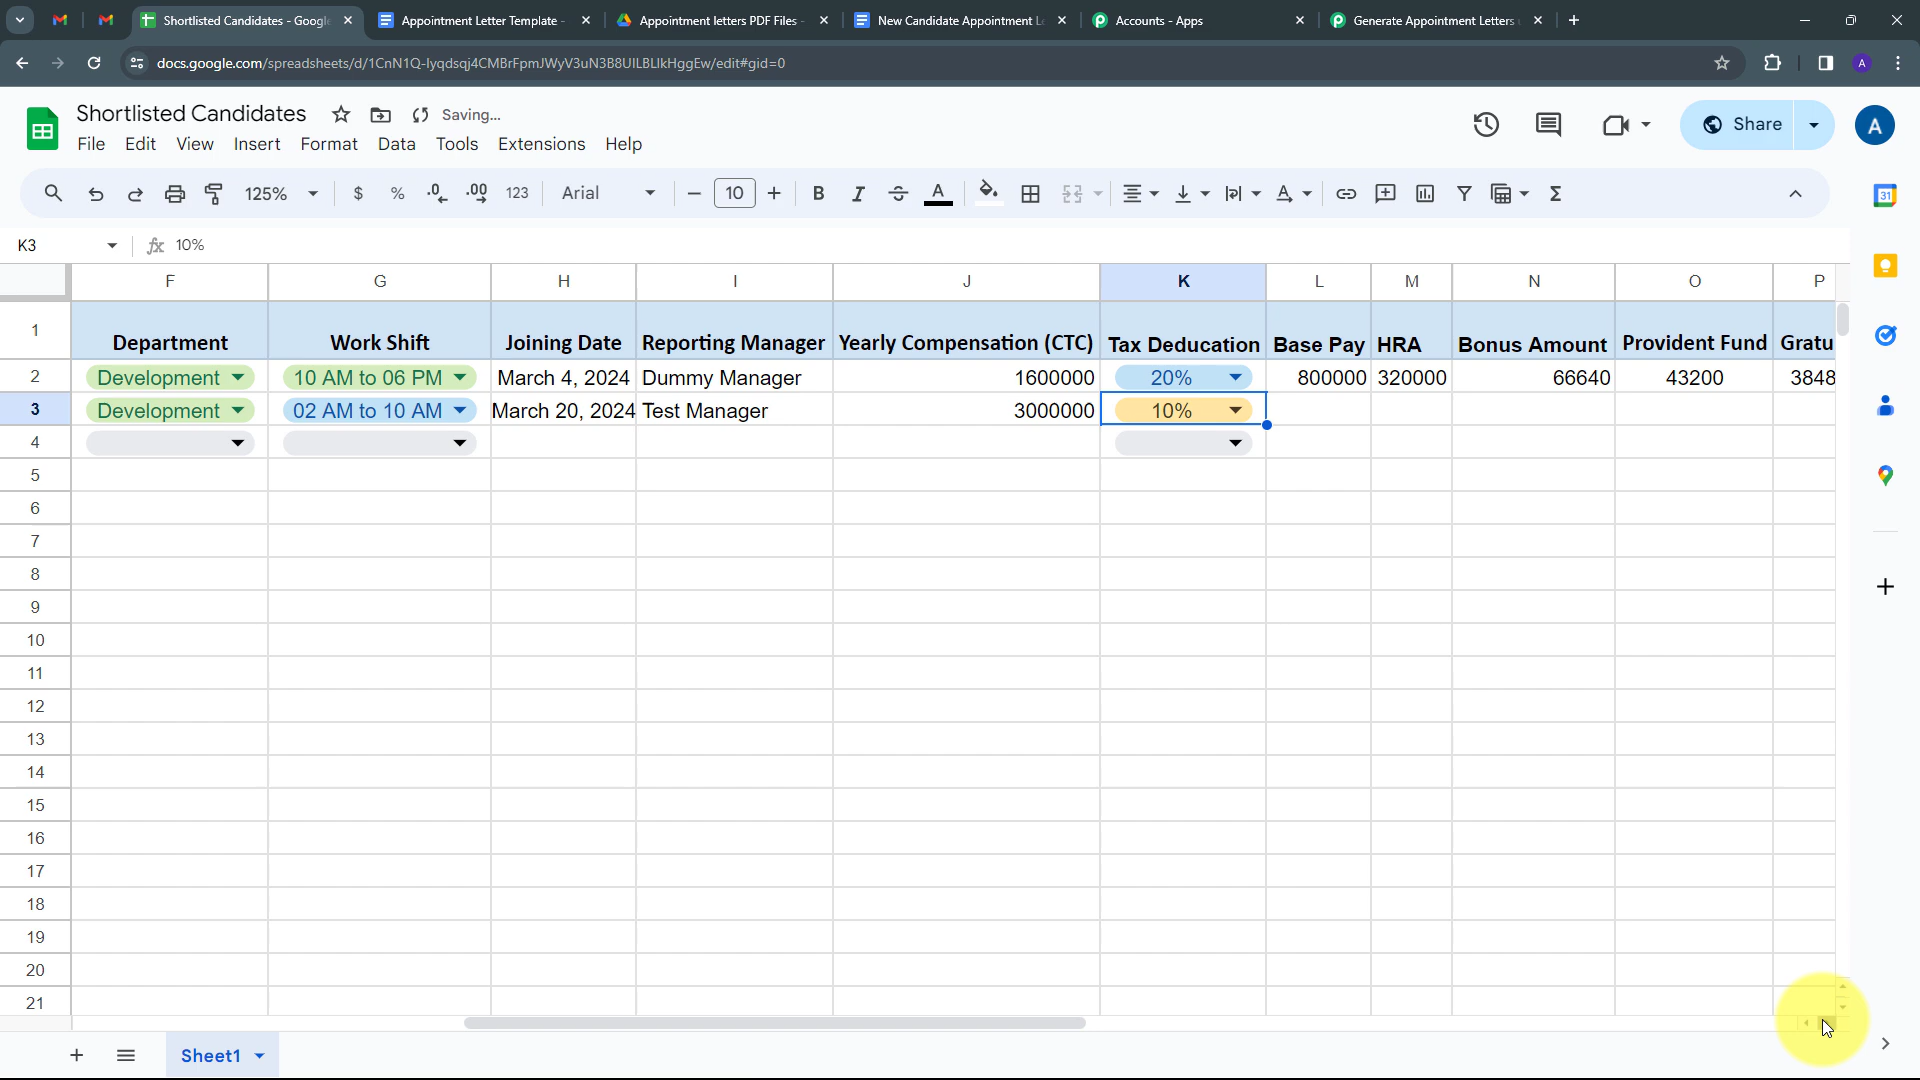 Shortlisted Candidates - Google
Appointment Letter Template -
Appointment letters PDF Files -
New Candidate Appointment Le
Accounts - Apps
Generate Appointment Letters u
docs.google.com/spreadsheets/d/1CnN1Q-lyqdsqj4CMBrFpmJWyV3uN3B8UILBLlkHggEw/edit#gid=0
A
Shortlisted Candidates
Saving...
File Edit View Insert Format Data Tools Extensions Help
Share
A
125% $ % .0 .00 123 Arial 10 B I A
31
K3 10%
F G H I J K L M N O P
1 Department Work Shift Joining Date Reporting Manager Yearly Compensation (CTC) Tax Deducation Base Pay HRA Bonus Amount Provident Fund Gratu
2 Development 10 AM to 06 PM March 4, 2024 Dummy Manager 1600000 20% 800000 320000 66640 43200 3848
3 Development 02 AM to 10 AM March 20, 2024 Test Manager 3000000 10%
4
5
6
7
8
9
10
11
12
13
14
15
16
17
18
19
20
21
Sheet1